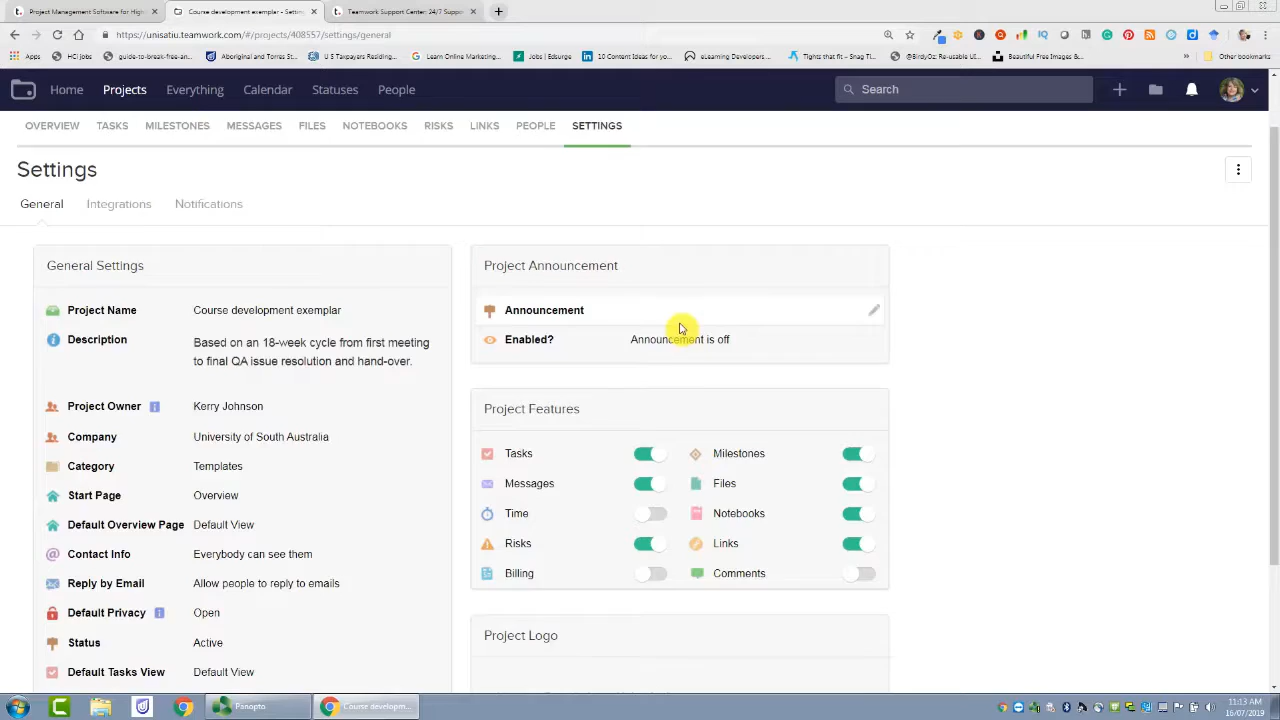 Project Management Software for High
Course development exemplar - Settin
Teamwork Support Center: 24/7 Suppo
https://unisatiu.teamwork.com/#/projects/408557/settings/general
Apps
HCI jobs
guide-to-break-free-an
Aboriginal and Torres St
U S Taxpayers Residing
Learn Online Marketing
Jobs | Edsurge
10 Content Ideas for yo
eLearning Developers
Tights that fit – Snag Ti
@BirdyOz: Re-usable U
Beautiful Free Images &
Other bookmarks
Home
Projects
Everything
Calendar
Statuses
People
Search
OVERVIEW
TASKS
MILESTONES
MESSAGES
FILES
NOTEBOOKS
RISKS
LINKS
PEOPLE
SETTINGS
Settings
General
Integrations
Notifications
General Settings
Project Name
Course development exemplar
Description
Based on an 18-week cycle from first meeting
to final QA issue resolution and hand-over.
Project Owner
Kerry Johnson
Company
University of South Australia
Category
Templates
Start Page
Overview
Default Overview Page
Default View
Contact Info
Everybody can see them
Reply by Email
Allow people to reply to emails
Default Privacy
Open
Status
Active
Default Tasks View
Default View
Project Announcement
Announcement
Enabled?
Announcement is off
Project Features
Tasks
Milestones
Messages
Files
Time
Notebooks
Risks
Links
Billing
Comments
Project Logo
Panopto
Course developm...
11:13 AM
16/07/2019